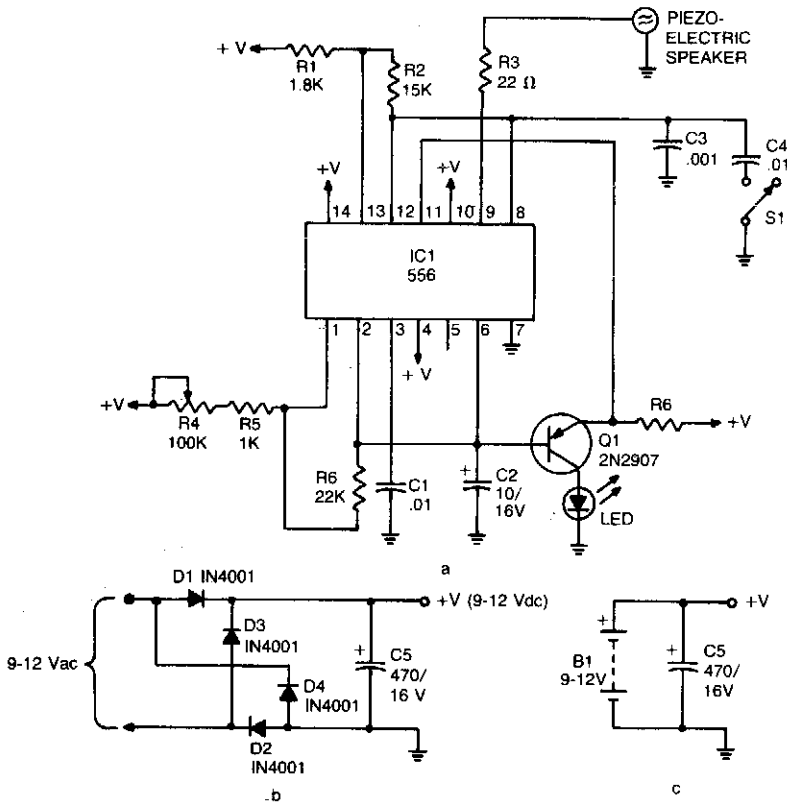 PIEZO-
ELECTRIC
SPEAKER
+ V
R1
1.8K
R2
15K
R3
22 Ω
C3
.001
C4
.01
S1
+V
+V
14 13 12 11 10 9 8
IC1
556
1 2 3 4 5 6 7
+ V
+V
R4
100K
R5
1K
R6
22K
C1
.01
+
C2
10/
16V
Q1
2N2907
R6
+V
LED
a
D1 IN4001
+V (9-12 Vdc)
D3
IN4001
9-12 Vac
D4
IN4001
+
C5
470/
16 V
D2
IN4001
b
+V
+
B1
9-12V
+
C5
470/
16V
c